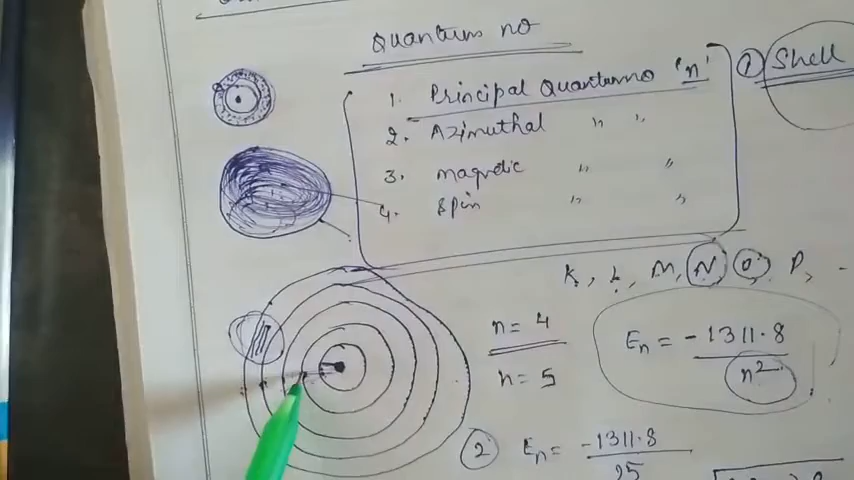 Quantum no
1. Principal Quantum no 'n'
2. Azimuthal " "
3. magnetic " "
4. Spin " "
① Shell
K, L, M, N, O, P, -
n = 4
n = 5
En = -1311.8
n²
② En = -1311.8
25